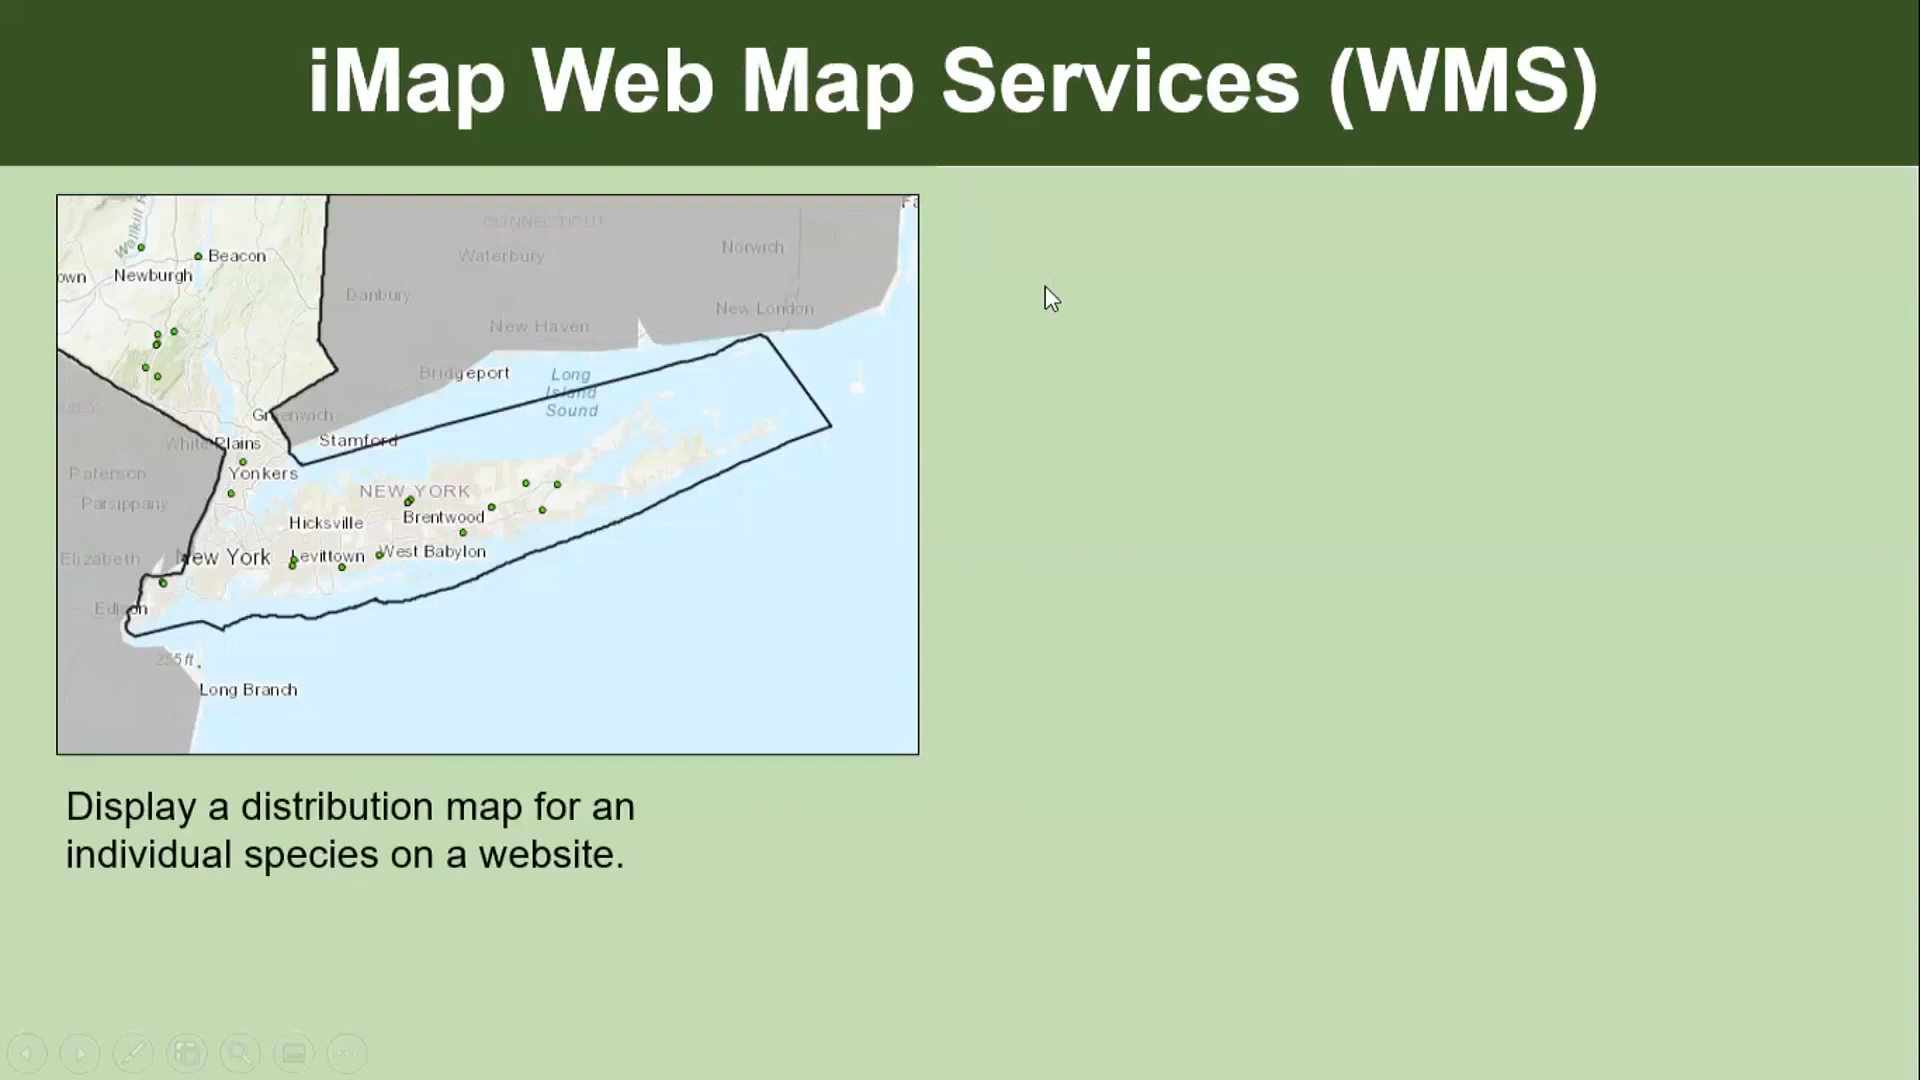 iMap Web Map Services (WMS)
CONNECTICUT
Beacon
Waterbury
Norwich
own
Newburgh
Danbury
New London
New Haven
Bridgeport
Long
Island
Sound
Greenwich
Stamford
White Plains
Paterson
Yonkers
NEW YORK
Parsippany
Hicksville
Brentwood
Elizabeth
New York
Levittown
West Babylon
Edison
Long Branch
Display a distribution map for an
individual species on a website.